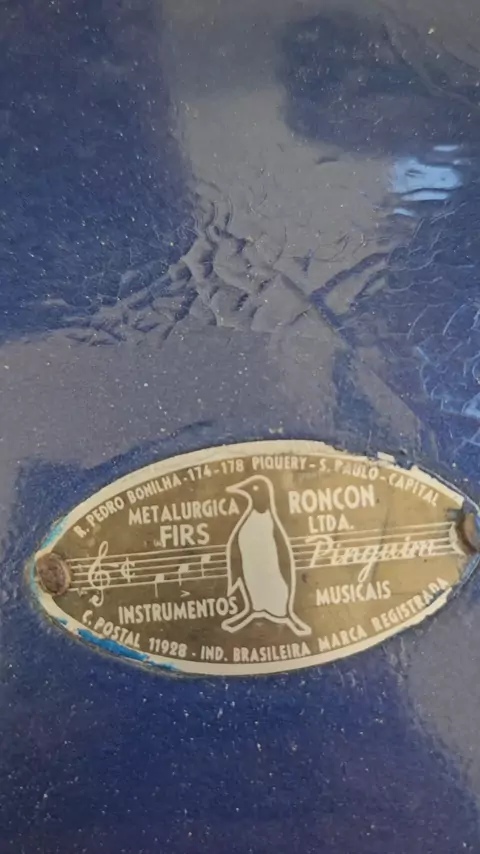 R. PEDRO BONILHA-174-178 PIQUERY-S. PAULO-CAPITAL
METALURGICA RONCON
FIRS LTDA.
Pinguim
INSTRUMENTOS MUSICAIS
C. POSTAL 11928 - IND. BRASILEIRA MARCA REGISTRADA